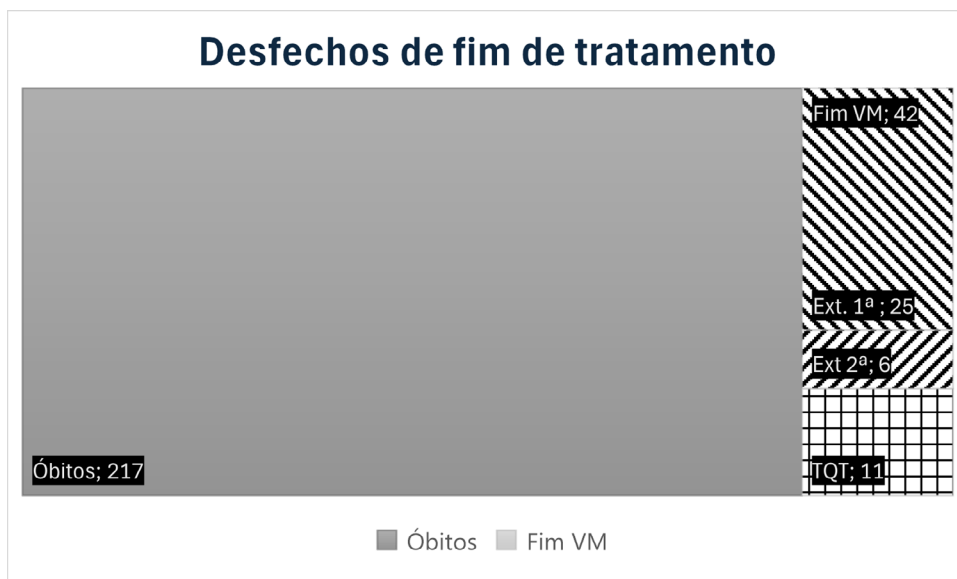 Desfechos de fim de tratamento
Fim VM; 42
Ext. 1ª ; 25
Ext 2ª; 6
Óbitos; 217
TQT; 11
Óbitos
Fim VM